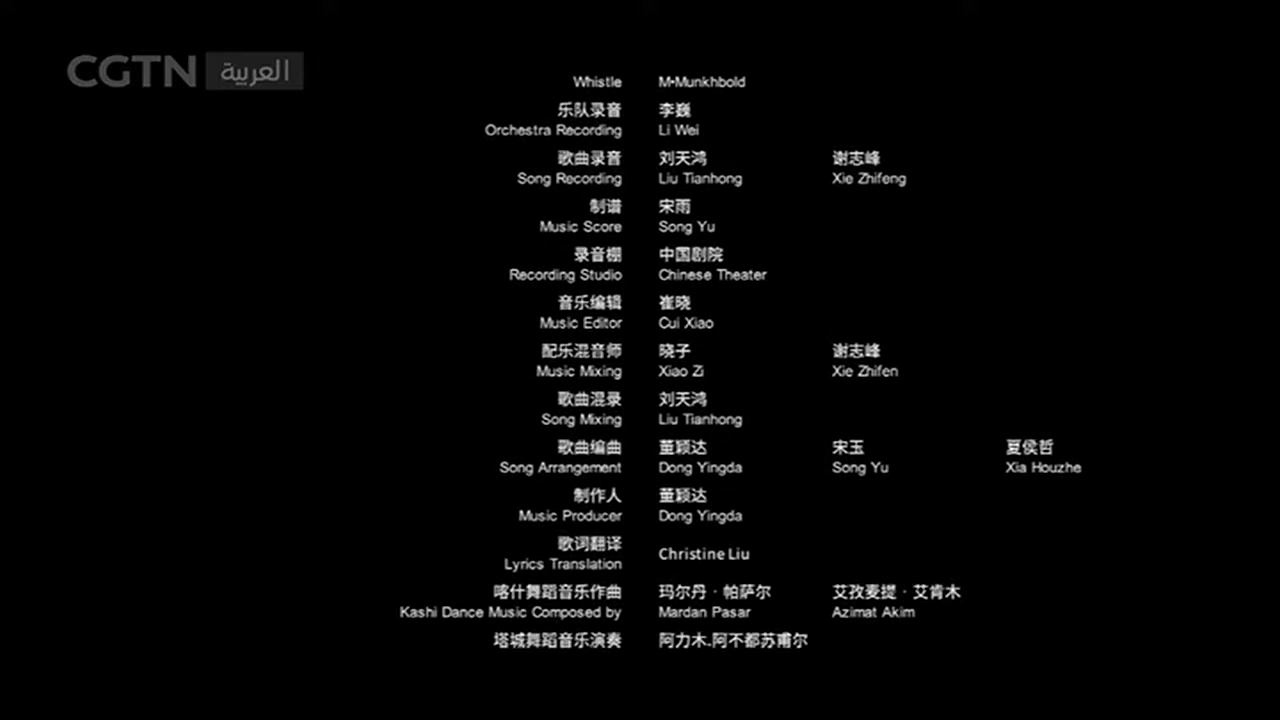 CGTN العربية
Whistle M•Munkhbold
乐队录音 李巍
Orchestra Recording Li Wei
歌曲录音 刘天鸿 谢志峰
Song Recording Liu Tianhong Xie Zhifeng
制谱 宋雨
Music Score Song Yu
录音棚 中国剧院
Recording Studio Chinese Theater
音乐编辑 崔晓
Music Editor Cui Xiao
配乐混音师 晓子 谢志峰
Music Mixing Xiao Zi Xie Zhifen
歌曲混录 刘天鸿
Song Mixing Liu Tianhong
歌曲编曲 董颖达 宋玉 夏侯哲
Song Arrangement Dong Yingda Song Yu Xia Houzhe
制作人 董颖达
Music Producer Dong Yingda
歌词翻译
Lyrics Translation Christine Liu
喀什舞蹈音乐作曲 玛尔丹·帕萨尔 艾孜麦提·艾肯木
Kashi Dance Music Composed by Mardan Pasar Azimat Akim
塔城舞蹈音乐演奏 阿力木.阿不都苏甫尔